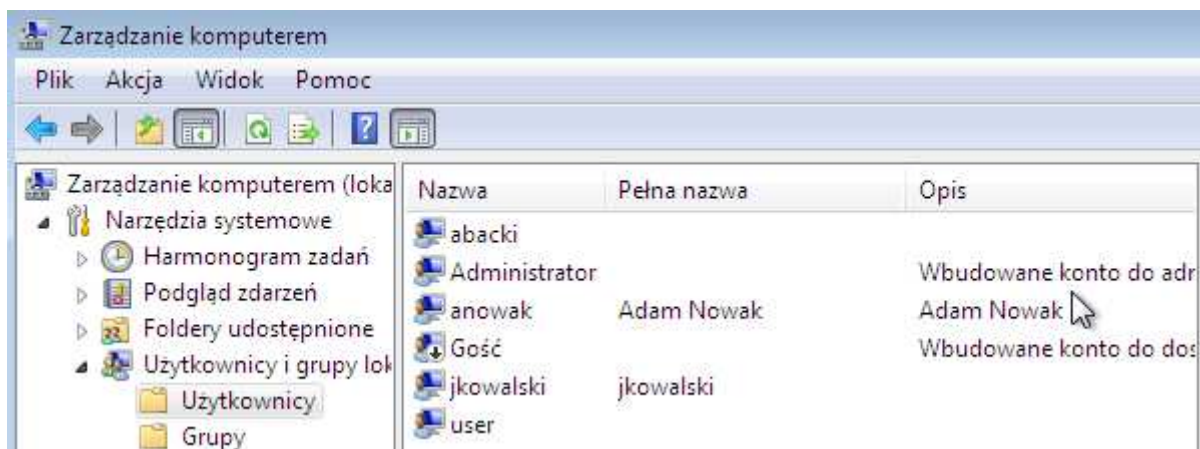 Zarządzanie komputerem
Plik Akcja Widok Pomoc
Zarządzanie komputerem (loka
Narzędzia systemowe
Harmonogram zadań
Podgląd zdarzeń
Foldery udostępnione
Użytkownicy i grupy lok
Użytkownicy
Grupy
Nazwa Pełna nazwa Opis
abacki
Administrator Wbudowane konto do adr
anowak Adam Nowak Adam Nowak
Gość Wbudowane konto do dos
jkowalski jkowalski
user